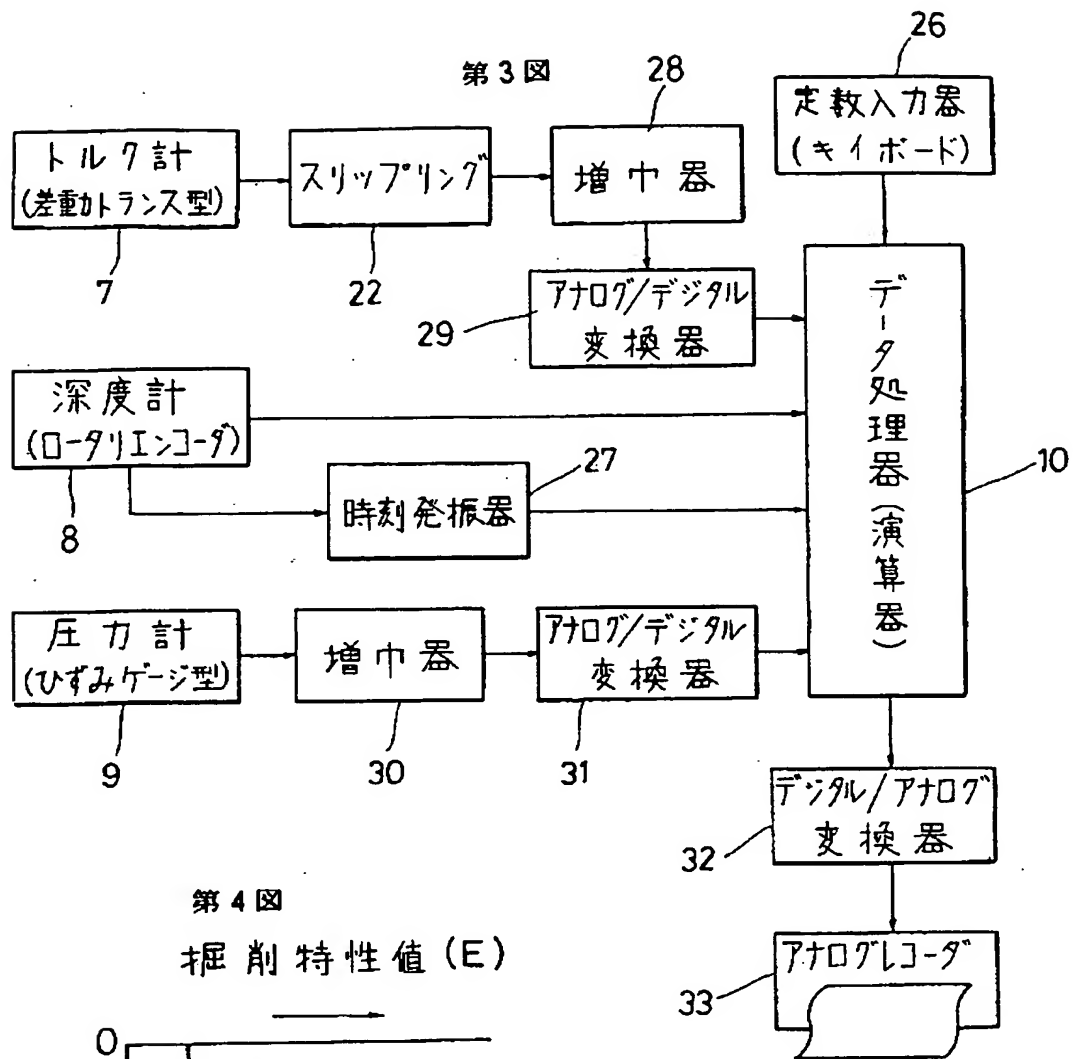 第3図
26
定数入力器
(キイボード)
28
トルク計
(差動トランス型)
7
スリップリング
22
増巾器
アナログ/デジタル
変換器
29
深度計
(ロータリエンコーダ)
8
27
時刻発振器
データ処理器(演算器)
10
圧力計
(ひずみゲージ型)
9
増巾器
30
アナログ/デジタル
変換器
31
デジタル/アナログ
変換器
32
アナログレコーダ
33
第4図
掘削特性値(E)
0